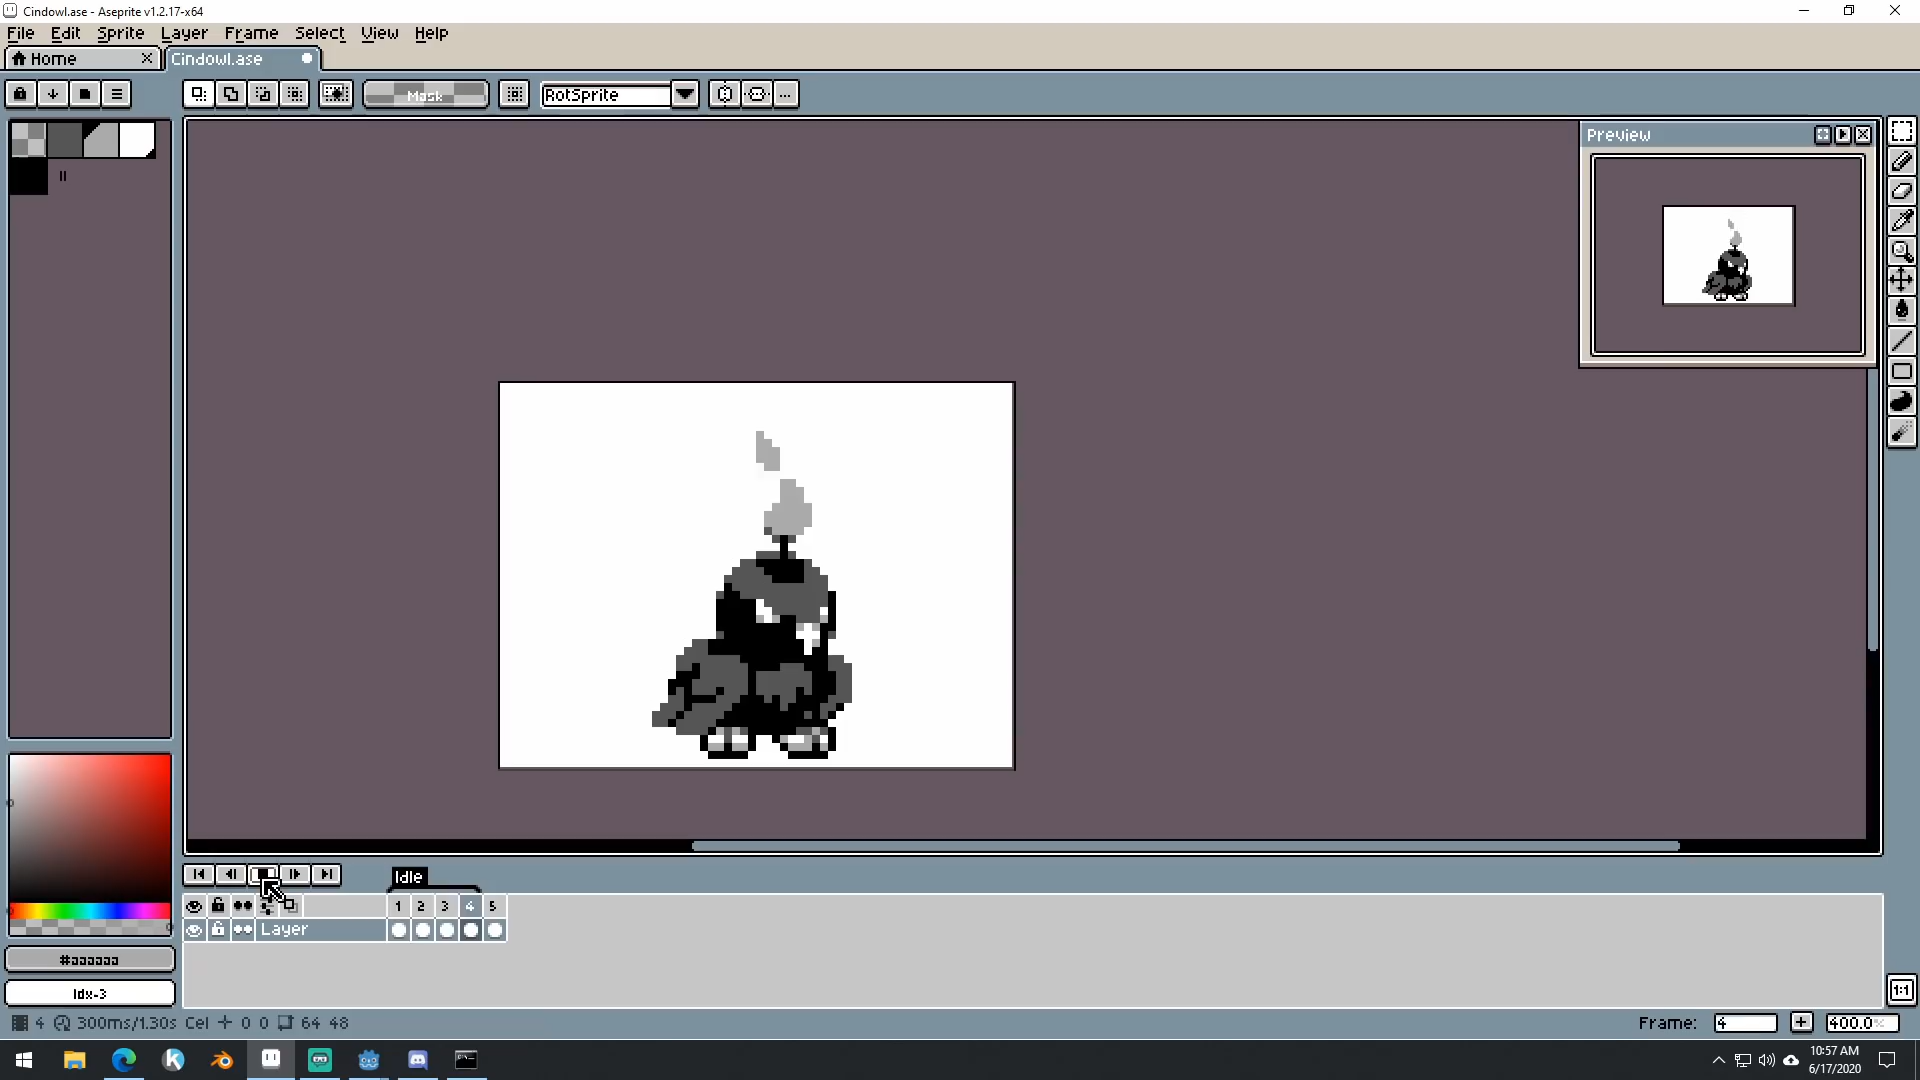 Cindowl.ase - Aseprite v1.2.17-x64
File Edit Sprite Layer Frame Select View Help
Home
Cindowl.ase
Mask
RotSprite
Preview
Idle
1 2 3 4 5
Layer
#aaaaaa
Idx-3
4 300ms/1.30s Cel 0 0 64 48
Frame: 4
400.0%
1:1
10:57 AM
6/17/2020